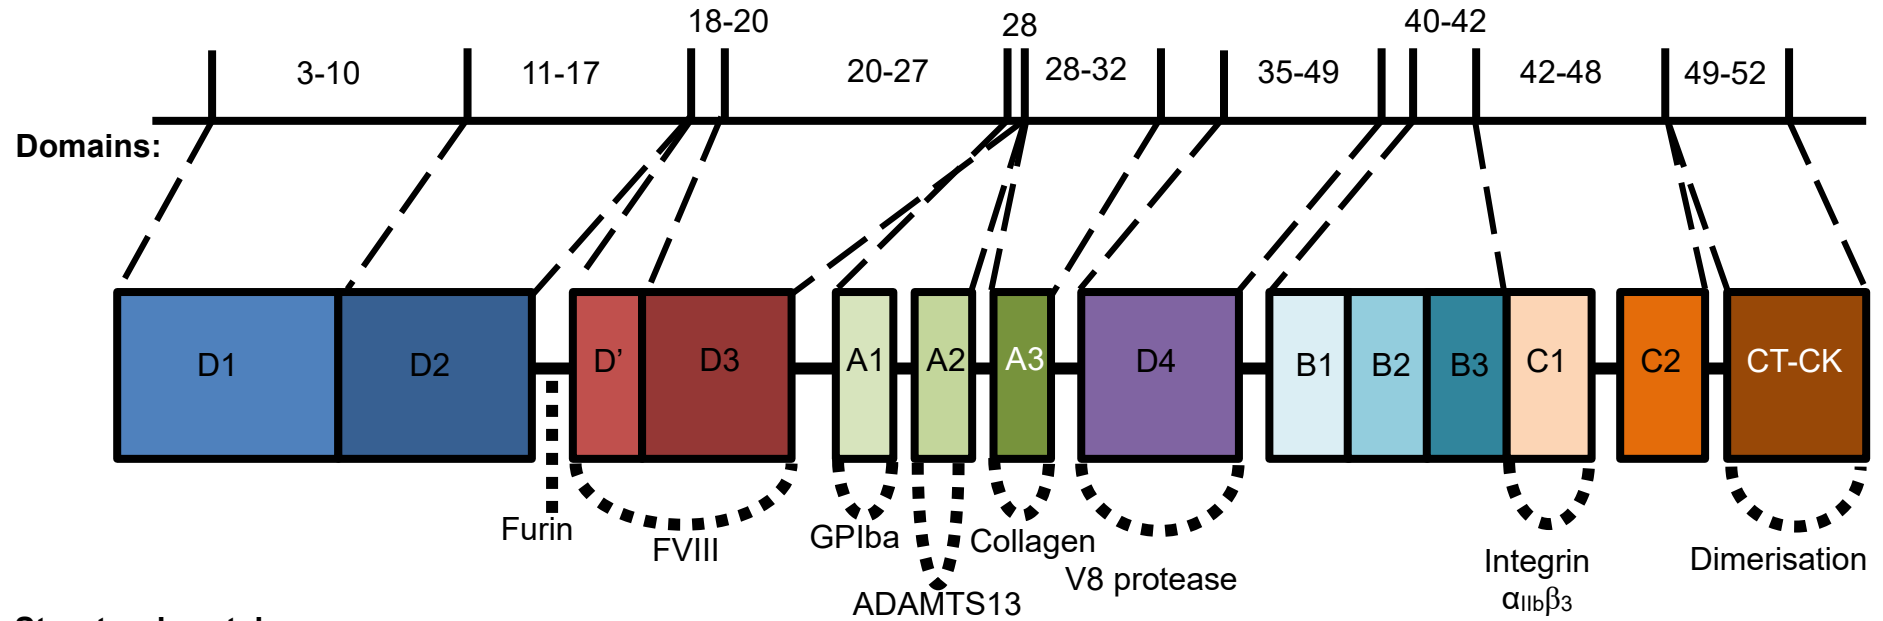 18-20
28
40-42
3-10
11-17
20-27
28-32
35-49
42-48
49-52
Domains:
D1
D2
D’
D3
A1
A2
A3
D4
B1
B2
B3
C1
C2
CT-CK
Furin
FVIII
GPIba
Collagen
V8 protease
ADAMTS13
Integrin
αIIbβ3
Dimerisation